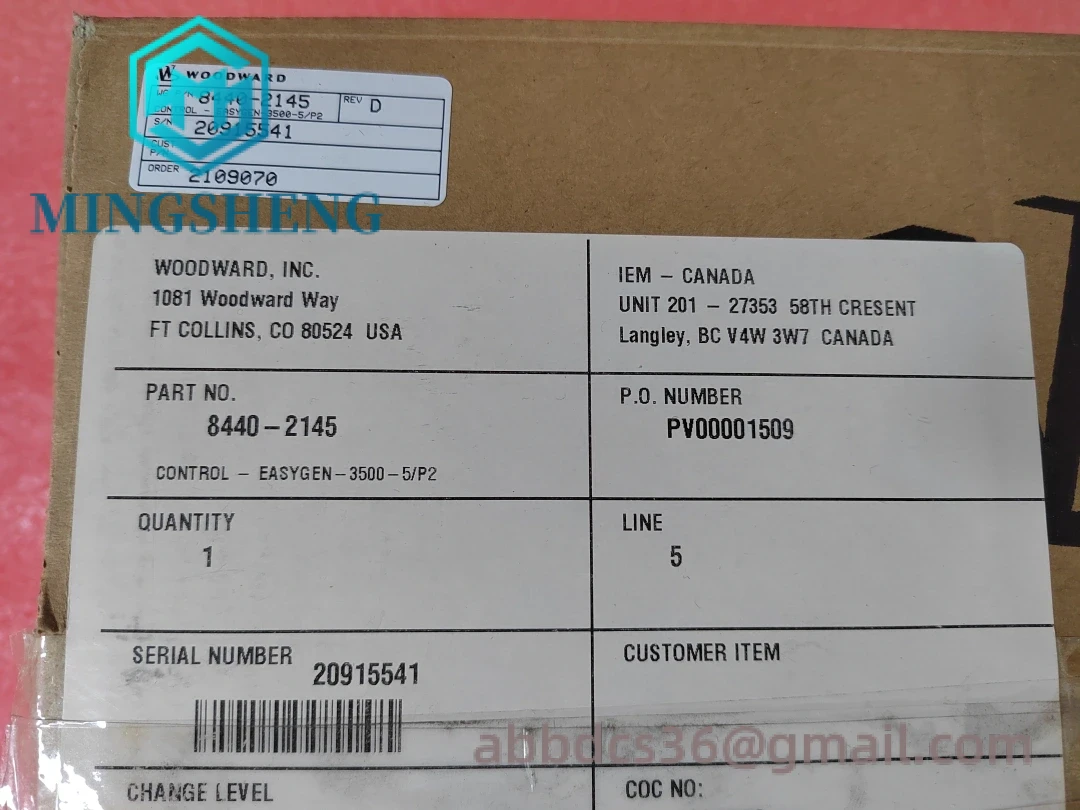 WOODWARD
8440-2145
REV D
CONTROL - EASYGEN-3500-5/P2
S/N 20915541
CUST
ORDER
2109070
MINGSHENG
WOODWARD, INC.
1081 Woodward Way
FT COLLINS, CO 80524 USA
IEM - CANADA
UNIT 201 - 27353 58TH CRESENT
Langley, BC V4W 3W7 CANADA
PART NO.
8440-2145
CONTROL - EASYGEN-3500-5/P2
P.O. NUMBER
PV00001509
QUANTITY
1
LINE
5
SERIAL NUMBER 20915541
CUSTOMER ITEM
abbdcs36@gmail.com
CHANGE LEVEL
COC NO: